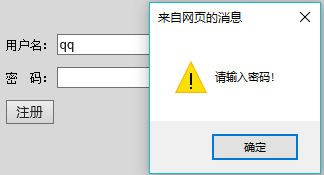 来自网页的消息
用户名：qq
请输入密码！
密 码：
注册
确定